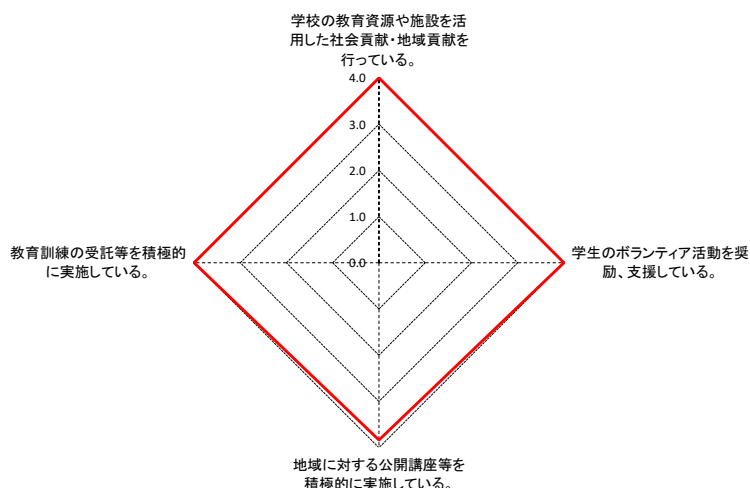 学校の教育資源や施設を活
用した社会貢献・地域貢献を
行っている。
4.0
3.0
2.0
1.0
0.0
教育訓練の受託等を積極的
に実施している。
学生のボランティア活動を奨
励、支援している。
地域に対する公開講座等を
積極的に実施している。